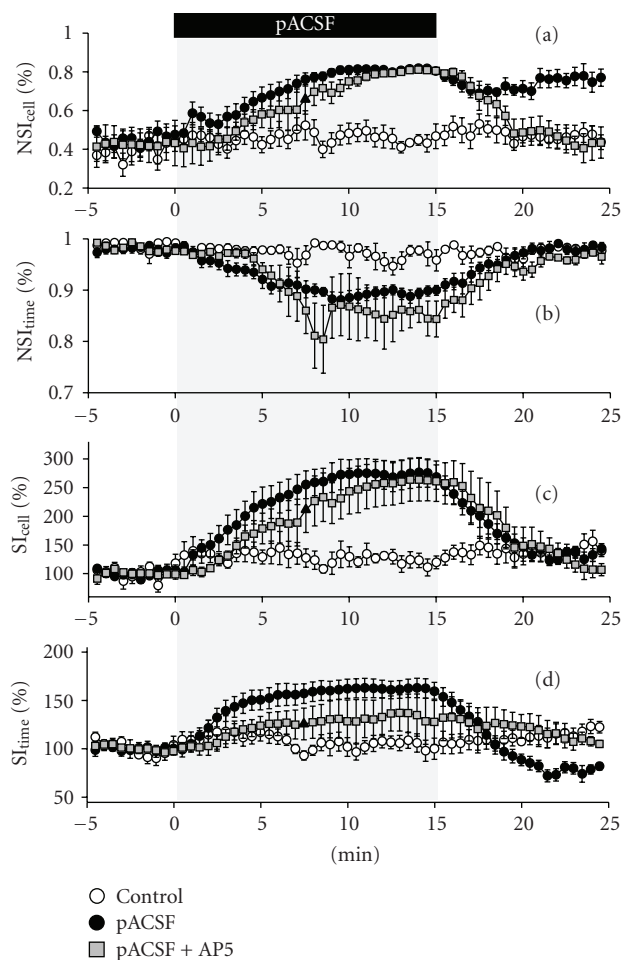 pACSF
(a)
NSIcell (%)
1
0.8
0.6
0.4
0.2
−5 0 5 10 15 20 25
(b)
NSItime (%)
1
0.9
0.8
0.7
−5 0 5 10 15 20 25
(c)
SIcell (%)
300
250
200
150
100
−5 0 5 10 15 20 25
(d)
SItime (%)
200
150
100
50
−5 0 5 10 15 20 25
(min)
Control
pACSF
pACSF + AP5